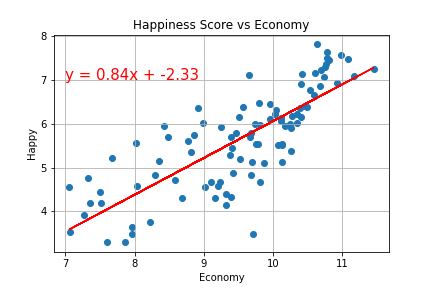 Happiness Score vs Economy
8
7
6
5
4
y = 0.84x + -2.33
Happy
7
8
9
10
11
Economy